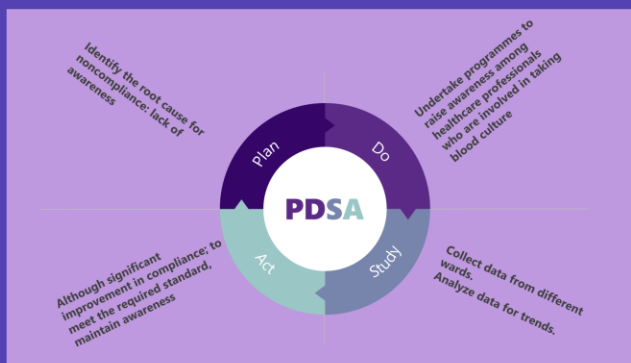 Identify the root cause for
noncompliance: lack of
awareness
Undertake programmes to
raise awareness among
healthcare professionals
who are involved in taking
blood culture
Plan
Do
PDSA
Act
Study
Although significant
improvement in compliance; to
meet the required standard,
maintain awareness
Collect data from different
wards.
Analyze data for trends.